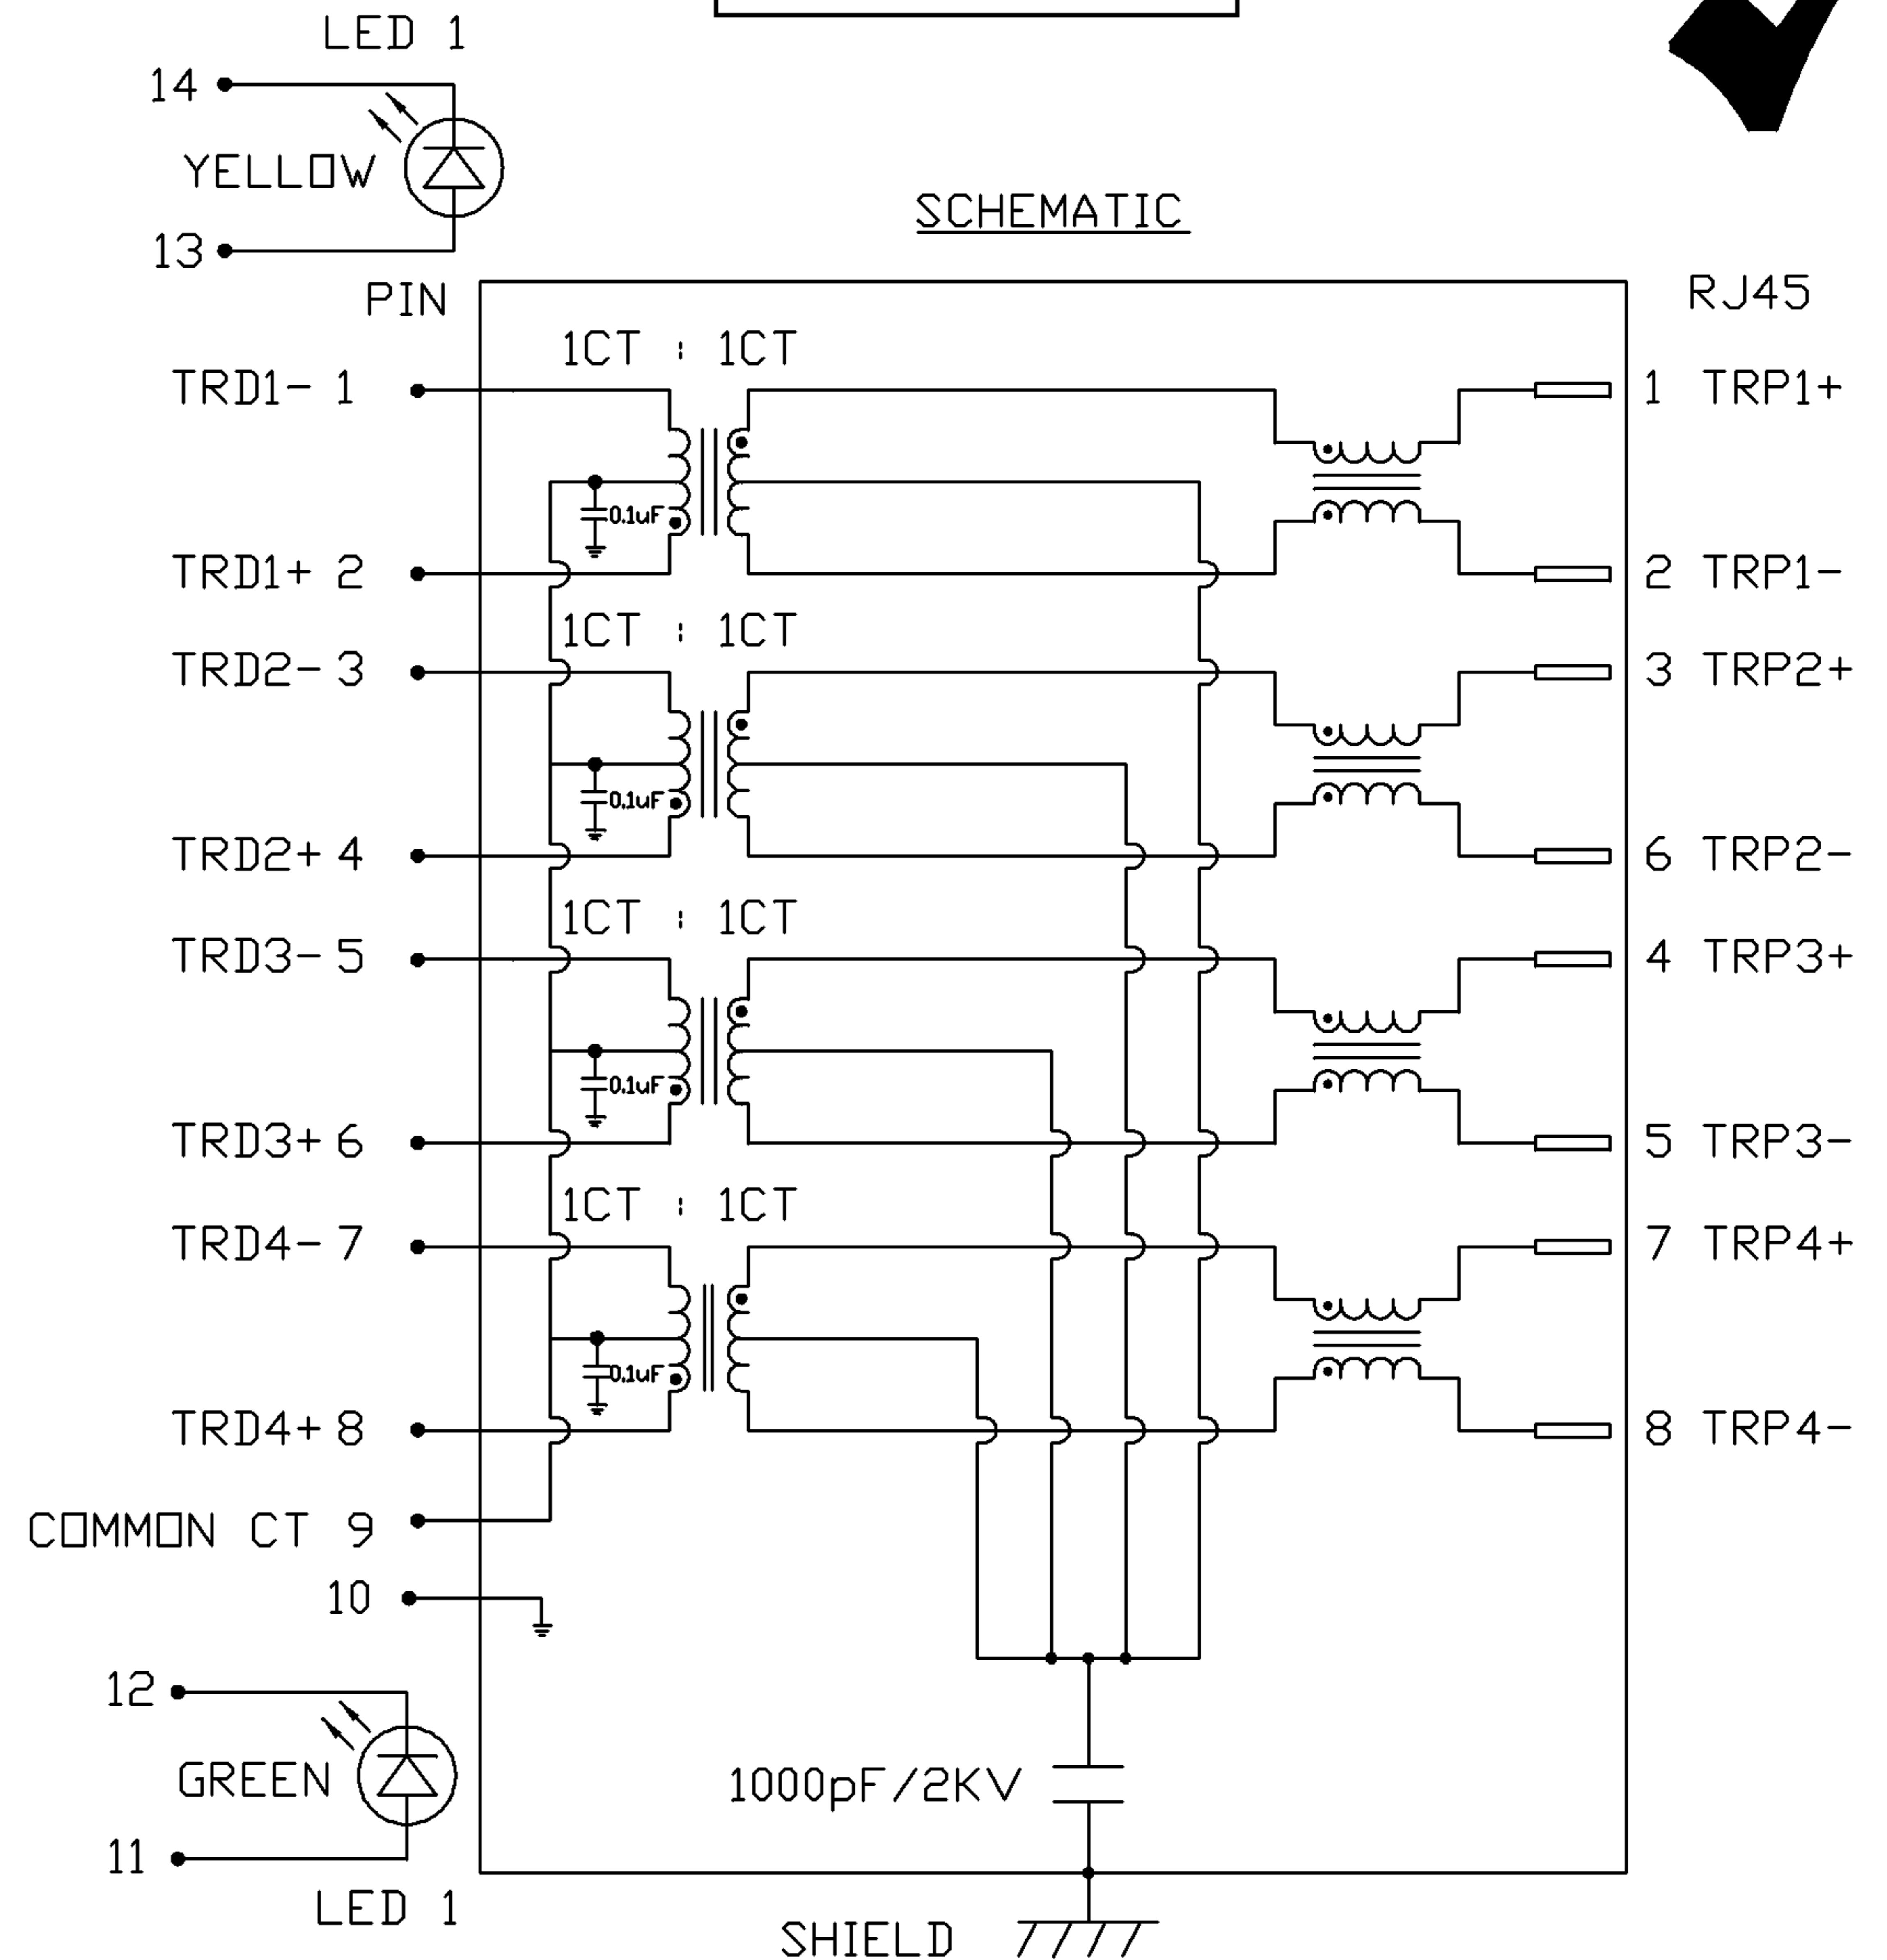 LED 1
14
YELLOW
SCHEMATIC
13
PIN
RJ45
1CT : 1CT
TRD1- 1
1 TRP1+
0.1uF
TRD1+ 2
2 TRP1-
1CT : 1CT
TRD2- 3
3 TRP2+
0.1uF
TRD2+ 4
6 TRP2-
1CT : 1CT
TRD3- 5
4 TRP3+
0.1uF
TRD3+ 6
5 TRP3-
1CT : 1CT
TRD4- 7
7 TRP4+
0.1uF
TRD4+ 8
8 TRP4-
COMMON CT 9
10
12
GREEN
1000pF/2KV
11
LED 1
SHIELD